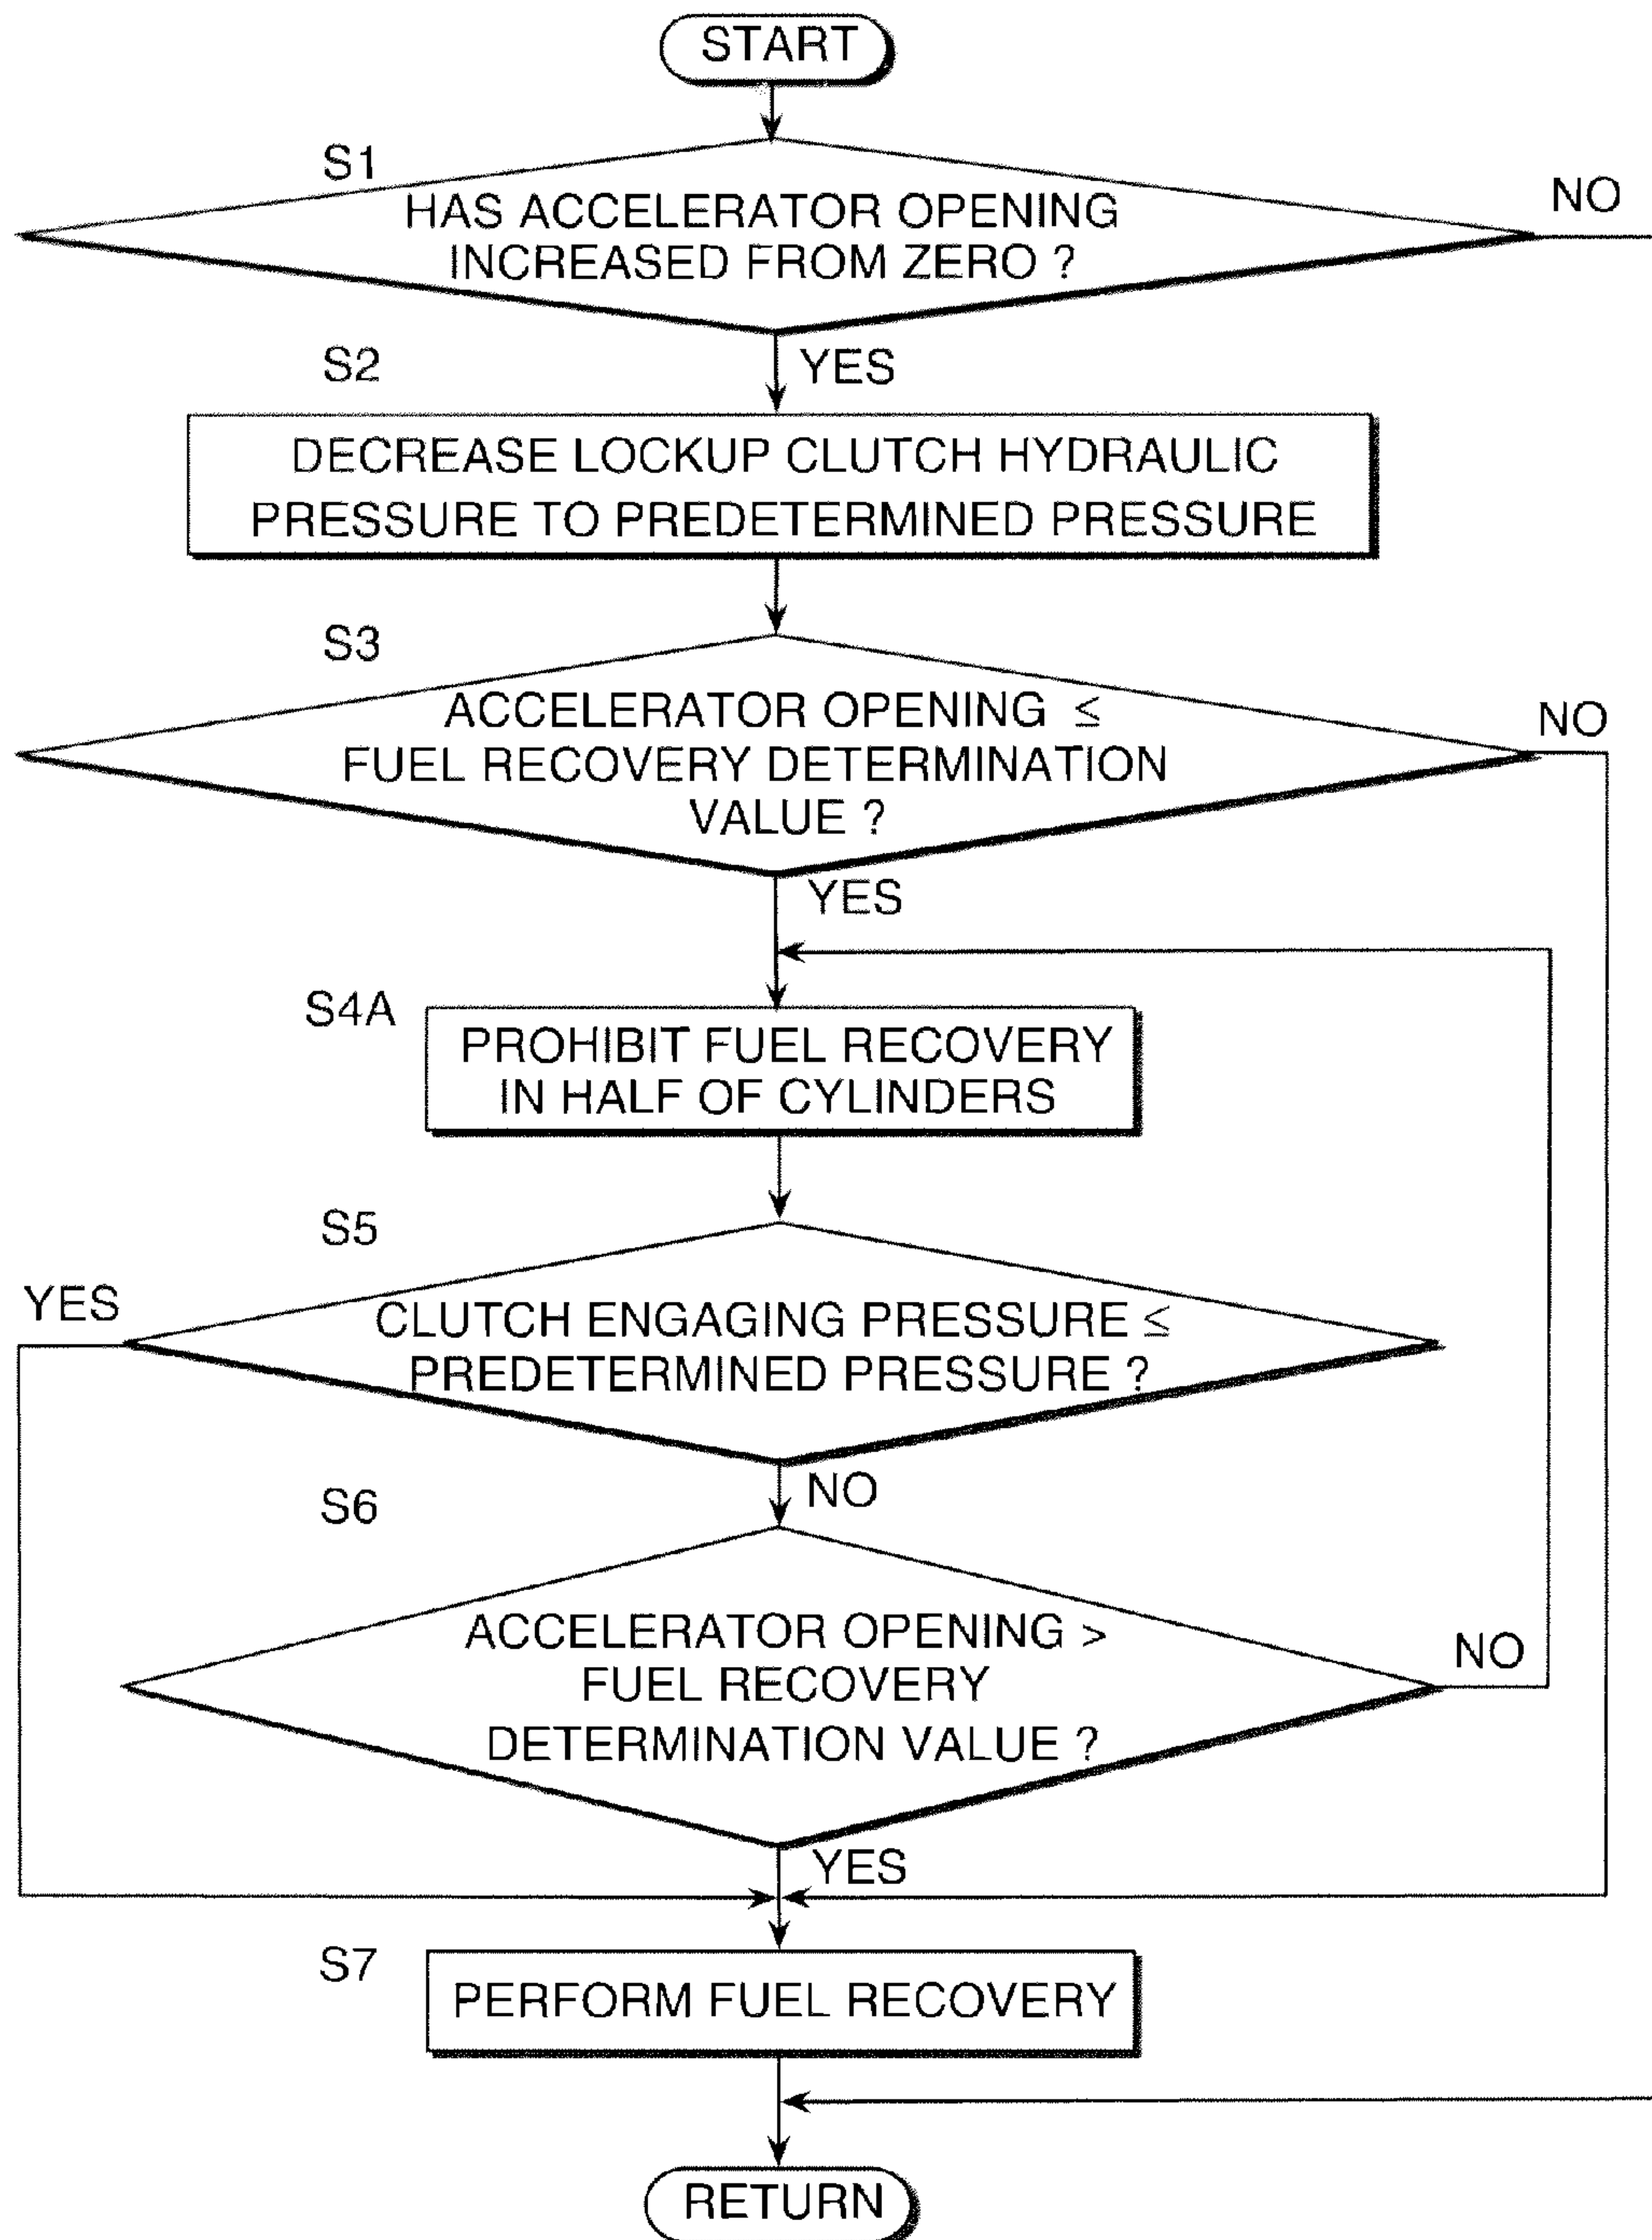 START
S1
HAS ACCELERATOR OPENING
INCREASED FROM ZERO ?
NO
YES
S2
DECREASE LOCKUP CLUTCH HYDRAULIC
PRESSURE TO PREDETERMINED PRESSURE
S3
ACCELERATOR OPENING ≤
FUEL RECOVERY DETERMINATION
VALUE ?
NO
YES
S4A
PROHIBIT FUEL RECOVERY
IN HALF OF CYLINDERS
S5
YES
CLUTCH ENGAGING PRESSURE ≤
PREDETERMINED PRESSURE ?
NO
S6
ACCELERATOR OPENING >
FUEL RECOVERY
DETERMINATION VALUE ?
NO
YES
S7
PERFORM FUEL RECOVERY
RETURN